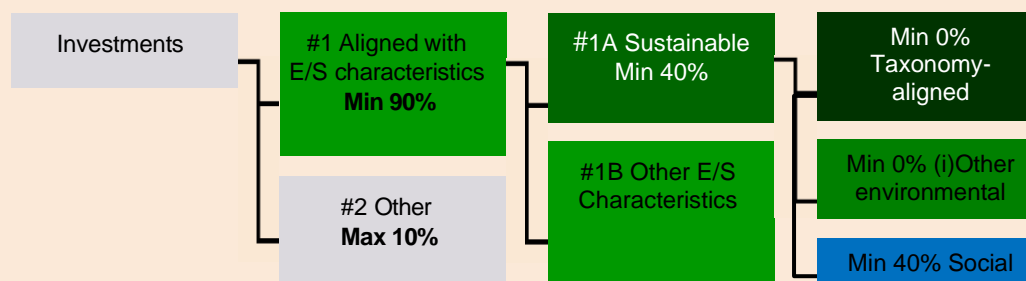 Investments
#1 Aligned with
E/S characteristics
Min 90%
#2 Other
Max 10%
#1A Sustainable
Min 40%
#1B Other E/S
Characteristics
Min 0%
Taxonomy-
aligned
Min 0% (i)Other
environmental
Min 40% Social